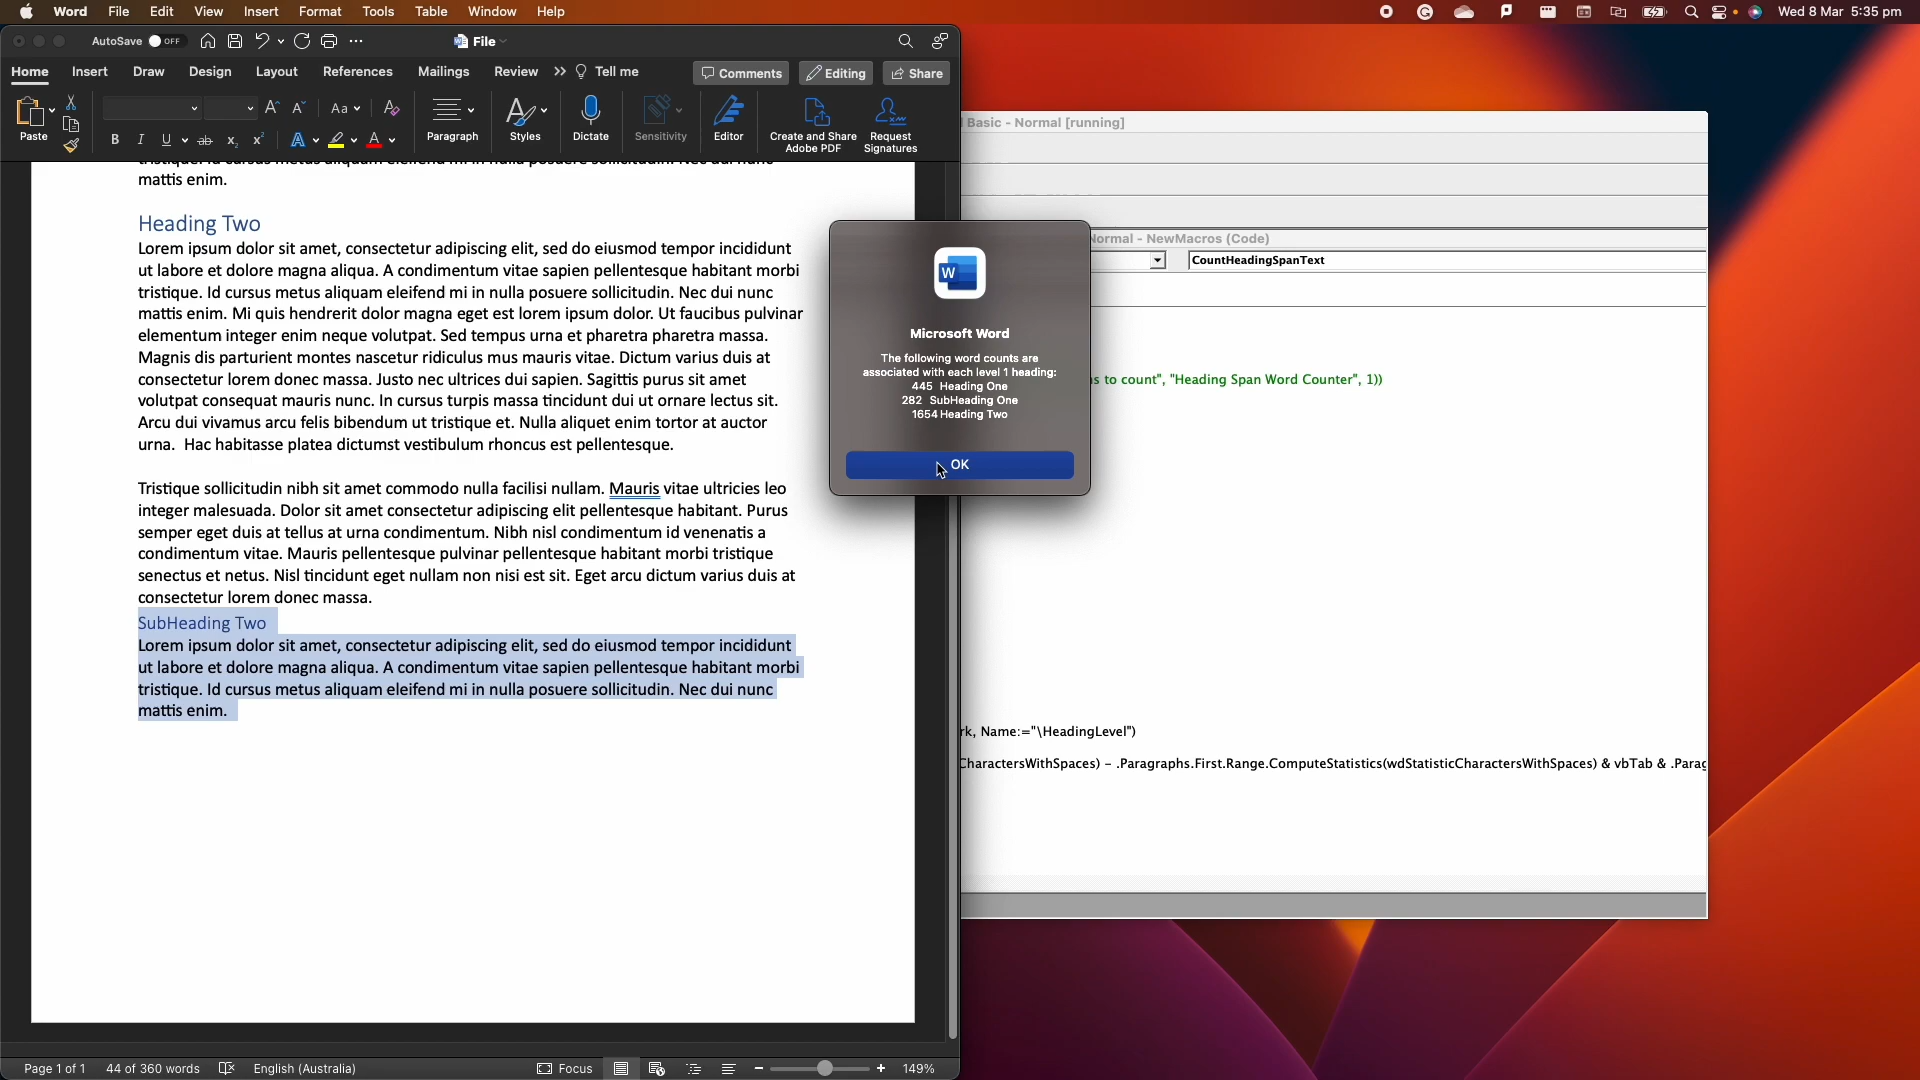 Word File Edit View Insert Format Tools Table Window Help Wed 8 Mar 5:35 pm
AutoSave OFF File
Home Insert Draw Design Layout References Mailings Review Tell me Comments Editing Share
Aa
Paste B I U ab x₂ x² A A Paragraph Styles Dictate Sensitivity Editor Create and Share Adobe PDF Request Signatures
mattis enim.
Heading Two
Lorem ipsum dolor sit amet, consectetur adipiscing elit, sed do eiusmod tempor incididunt
ut labore et dolore magna aliqua. A condimentum vitae sapien pellentesque habitant morbi
tristique. Id cursus metus aliquam eleifend mi in nulla posuere sollicitudin. Nec dui nunc
mattis enim. Mi quis hendrerit dolor magna eget est lorem ipsum dolor. Ut faucibus pulvinar
elementum integer enim neque volutpat. Sed tempus urna et pharetra pharetra massa.
Magnis dis parturient montes nascetur ridiculus mus mauris vitae. Dictum varius duis at
consectetur lorem donec massa. Justo nec ultrices dui sapien. Sagittis purus sit amet
volutpat consequat mauris nunc. In cursus turpis massa tincidunt dui ut ornare lectus sit.
Arcu dui vivamus arcu felis bibendum ut tristique et. Nulla aliquet enim tortor at auctor
urna. Hac habitasse platea dictumst vestibulum rhoncus est pellentesque.
Tristique sollicitudin nibh sit amet commodo nulla facilisi nullam. Mauris vitae ultricies leo
integer malesuada. Dolor sit amet consectetur adipiscing elit pellentesque habitant. Purus
semper eget duis at tellus at urna condimentum. Nibh nisl condimentum id venenatis a
condimentum vitae. Mauris pellentesque pulvinar pellentesque habitant morbi tristique
senectus et netus. Nisl tincidunt eget nullam non nisi est sit. Eget arcu dictum varius duis at
consectetur lorem donec massa.
SubHeading Two
Lorem ipsum dolor sit amet, consectetur adipiscing elit, sed do eiusmod tempor incididunt
ut labore et dolore magna aliqua. A condimentum vitae sapien pellentesque habitant morbi
tristique. Id cursus metus aliquam eleifend mi in nulla posuere sollicitudin. Nec dui nunc
mattis enim.
Page 1 of 1 44 of 360 words English (Australia) Focus 149%
Microsoft Word
The following word counts are
associated with each level 1 heading:
445 Heading One
282 SubHeading One
1654 Heading Two
OK
Basic - Normal [running]
Normal - NewMacros (Code)
CountHeadingSpanText
to count", "Heading Span Word Counter", 1))
Name:="\HeadingLevel")
CharactersWithSpaces) - .Paragraphs.First.Range.ComputeStatistics(wdStatisticCharactersWithSpaces) & vbTab &